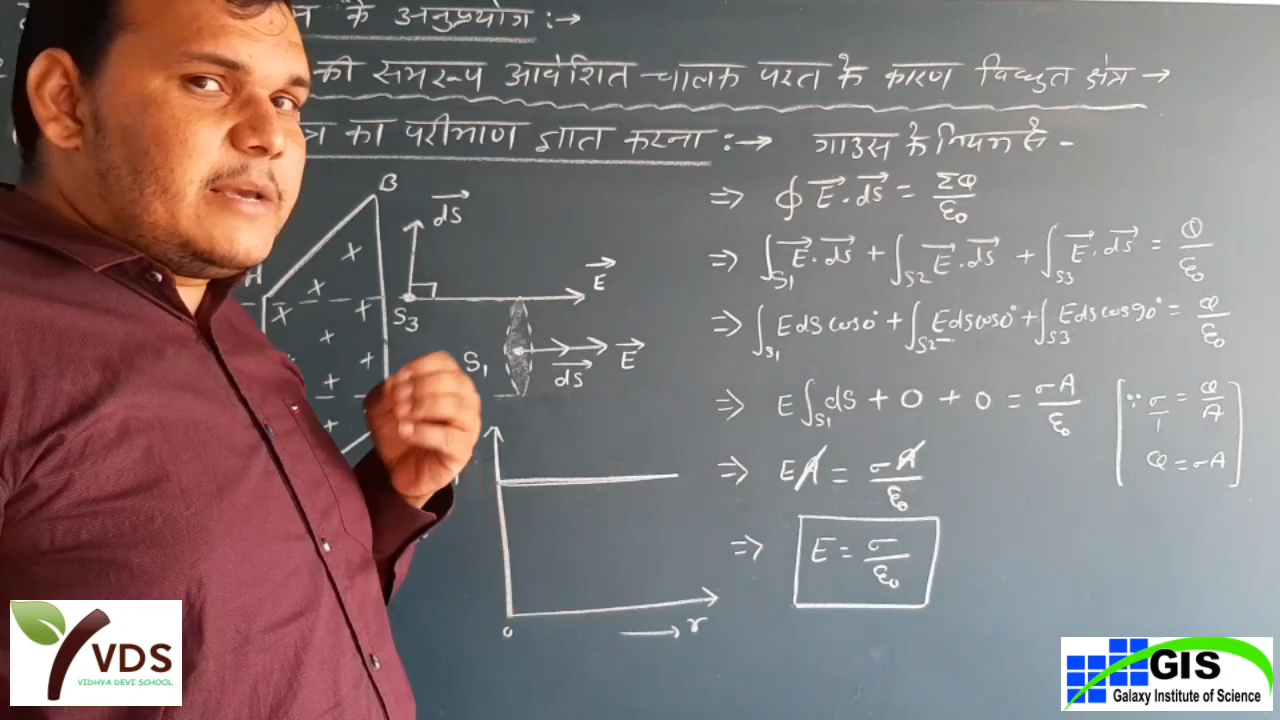 म के अनुप्रयोग :→
की समरूप आवेशित चालक परत के कारण विद्युत क्षेत्र →
त्र का परीमाण ज्ञात करना :→ गाउस के नियम से -
B
H
dS→
E→
S3
S1
dS→
E→
o
→ r
⇒ ∮ E→ . ds→ = ΣQ/ε0
⇒ ∫S1 E→ . ds→ + ∫S2 E→ . ds→ + ∫S3 E→ . ds→ = Q/ε0
⇒ ∫S1 Eds cos0° + ∫S2 Eds cos0° + ∫S3 Eds cos90° = Q/ε0
⇒ E ∫S1 ds + 0 + 0 = σA/ε0 [∵ σ/1 = Q/A
Q = σA]
⇒ EA = σA/ε0
⇒ E = σ/ε0
VDS
VIDHYA DEVI SCHOOL
GIS
Galaxy Institute of Science